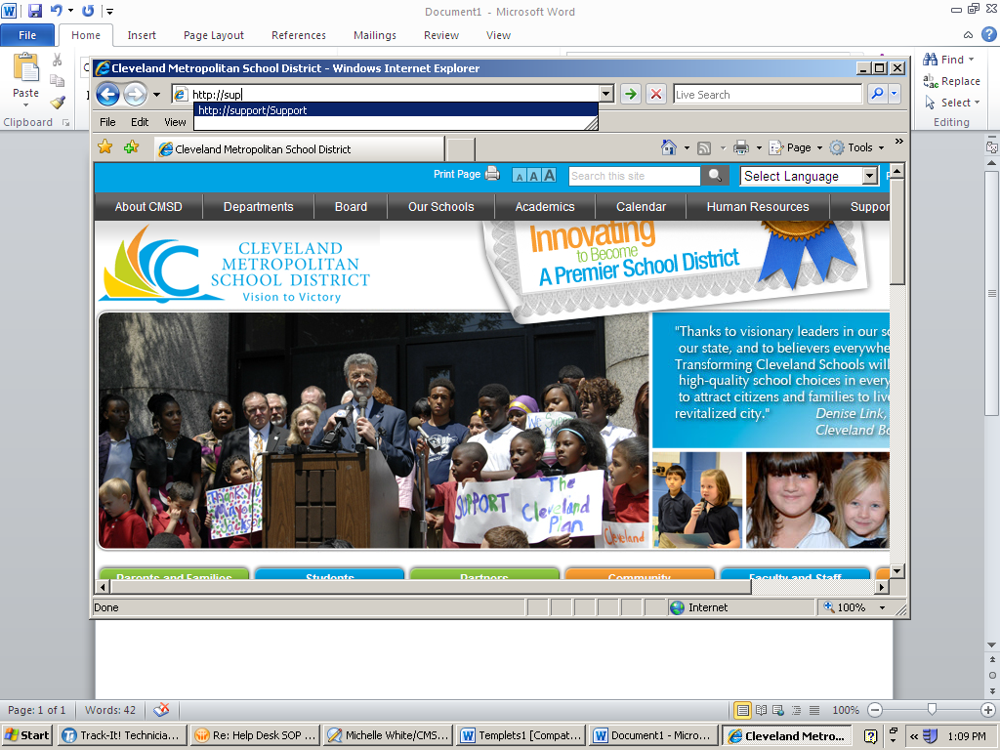 Document1 - Microsoft Word
File Home Insert Page Layout References Mailings Review View
Paste
Clipboard
Find
Replace
Select
Editing
Cleveland Metropolitan School District - Windows Internet Explorer
http://sup
Live Search
http://support/Support
File Edit View
Cleveland Metropolitan School District
Page Tools
Print Page A A A Search this site Select Language
About CMSD Departments Board Our Schools Academics Calendar Human Resources Suppor
CLEVELAND
METROPOLITAN
SCHOOL DISTRICT
Vision to Victory
Innovating
to Become
A Premier School District
"Thanks to visionary leaders in our sc
our state, and to believers everywhe
Transforming Cleveland Schools will
high-quality school choices in every
to attract citizens and families to live
revitalized city."
Denise Link,
Cleveland Bo
Thank you
Mayor
Jackson
SUPPORT The
Cleveland
Plan
Cleveland
Parents and Families Students Partners Community Faculty and Staff
Done Internet 100%
Page: 1 of 1 Words: 42 100%
Start Track-It! Technicia... Re: Help Desk SOP ... Michelle White/CMS... Templets1 [Compat... Document1 - Micro... Cleveland Metro... 1:09 PM